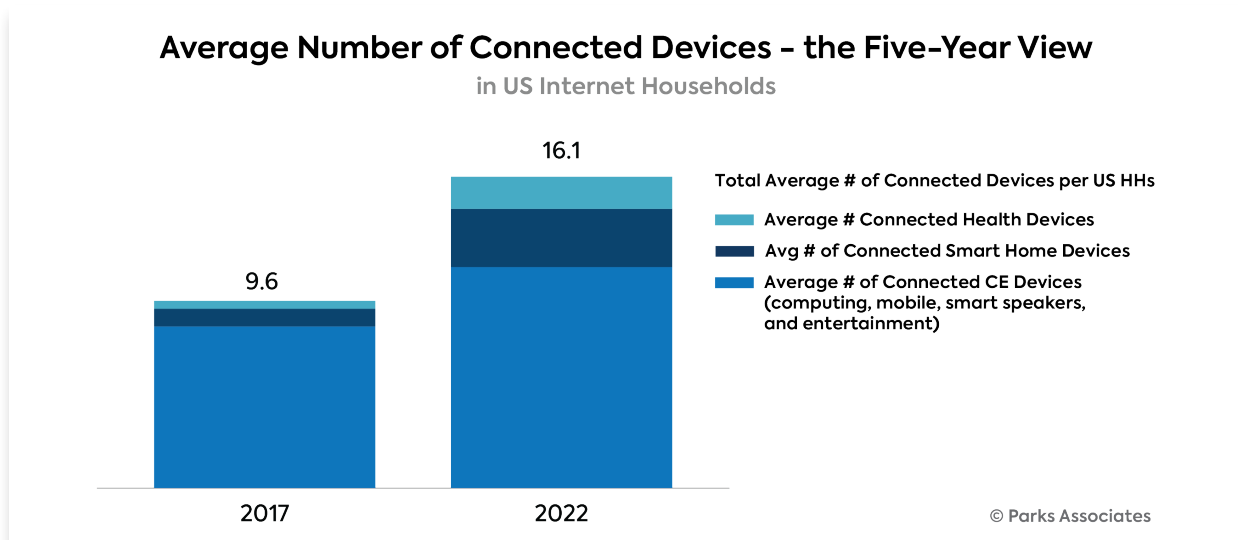 Average Number of Connected Devices - the Five-Year View
in US Internet Households
16.1
9.6
Total Average # of Connected Devices per US HHs
Average # Connected Health Devices
Avg # of Connected Smart Home Devices
Average # of Connected CE Devices
(computing, mobile, smart speakers,
and entertainment)
2017
2022
© Parks Associates